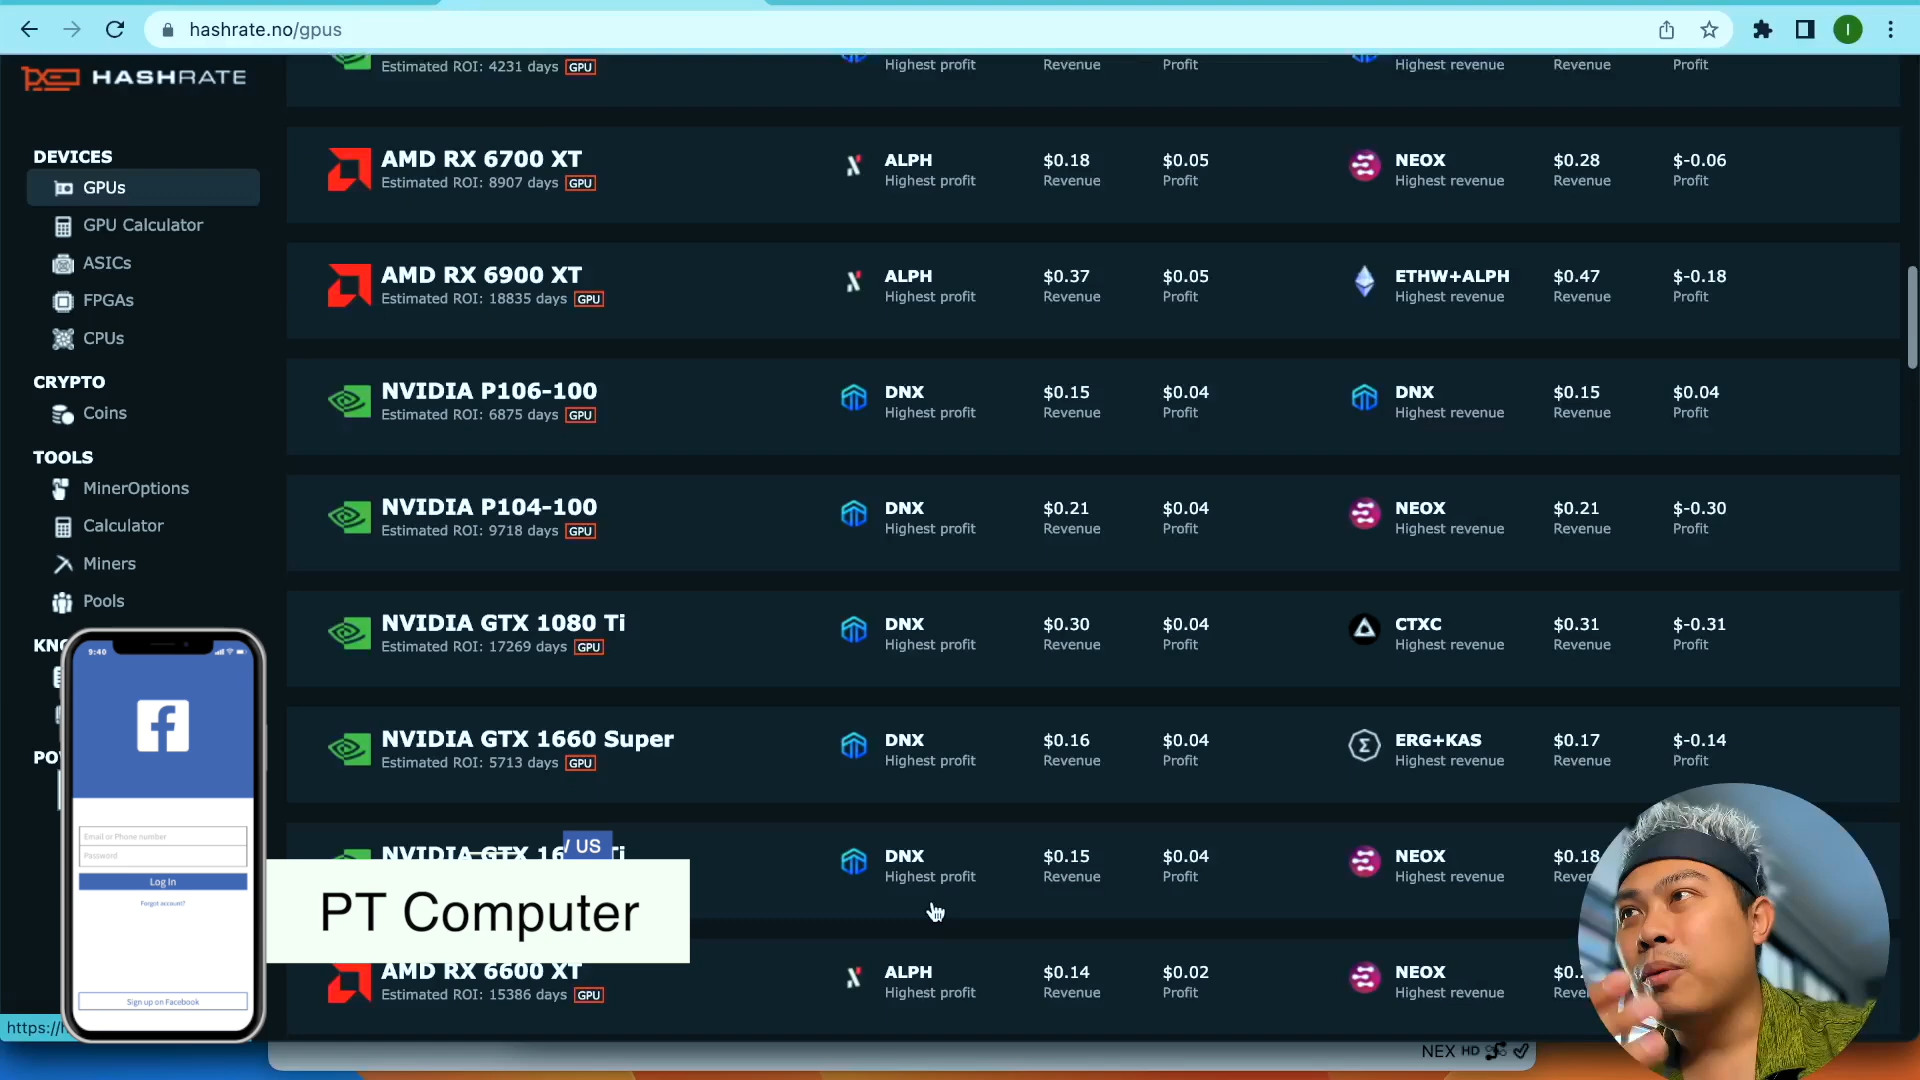 hashrate.no/gpus
I
HASHRATE
DEVICES
GPUs
GPU Calculator
ASICs
FPGAs
CPUs
CRYPTO
Coins
TOOLS
MinerOptions
Calculator
Miners
Pools
Estimated ROI: 4231 days GPU
Highest profit
Revenue
Profit
Highest revenue
Revenue
Profit
AMD RX 6700 XT
Estimated ROI: 8907 days GPU
ALPH
Highest profit
$0.18
Revenue
$0.05
Profit
NEOX
Highest revenue
$0.28
Revenue
$-0.06
Profit
AMD RX 6900 XT
Estimated ROI: 18835 days GPU
ALPH
Highest profit
$0.37
Revenue
$0.05
Profit
ETHW+ALPH
Highest revenue
$0.47
Revenue
$-0.18
Profit
NVIDIA P106-100
Estimated ROI: 6875 days GPU
DNX
Highest profit
$0.15
Revenue
$0.04
Profit
DNX
Highest revenue
$0.15
Revenue
$0.04
Profit
NVIDIA P104-100
Estimated ROI: 9718 days GPU
DNX
Highest profit
$0.21
Revenue
$0.04
Profit
NEOX
Highest revenue
$0.21
Revenue
$-0.30
Profit
NVIDIA GTX 1080 Ti
Estimated ROI: 17269 days GPU
DNX
Highest profit
$0.30
Revenue
$0.04
Profit
CTXC
Highest revenue
$0.31
Revenue
$-0.31
Profit
NVIDIA GTX 1660 Super
Estimated ROI: 5713 days GPU
DNX
Highest profit
$0.16
Revenue
$0.04
Profit
ERG+KAS
Highest revenue
$0.17
Revenue
$-0.14
Profit
NVIDIA GTX
DNX
Highest profit
$0.15
Revenue
$0.04
Profit
NEOX
Highest revenue
$0.18
AMD RX 6600 XT
Estimated ROI: 15386 days GPU
ALPH
Highest profit
$0.14
Revenue
$0.02
Profit
NEOX
Highest revenue
9:40
Email or Phone number
Password
Log In
Forgot account?
Sign up on Facebook
/ US
PT Computer
NEX HD